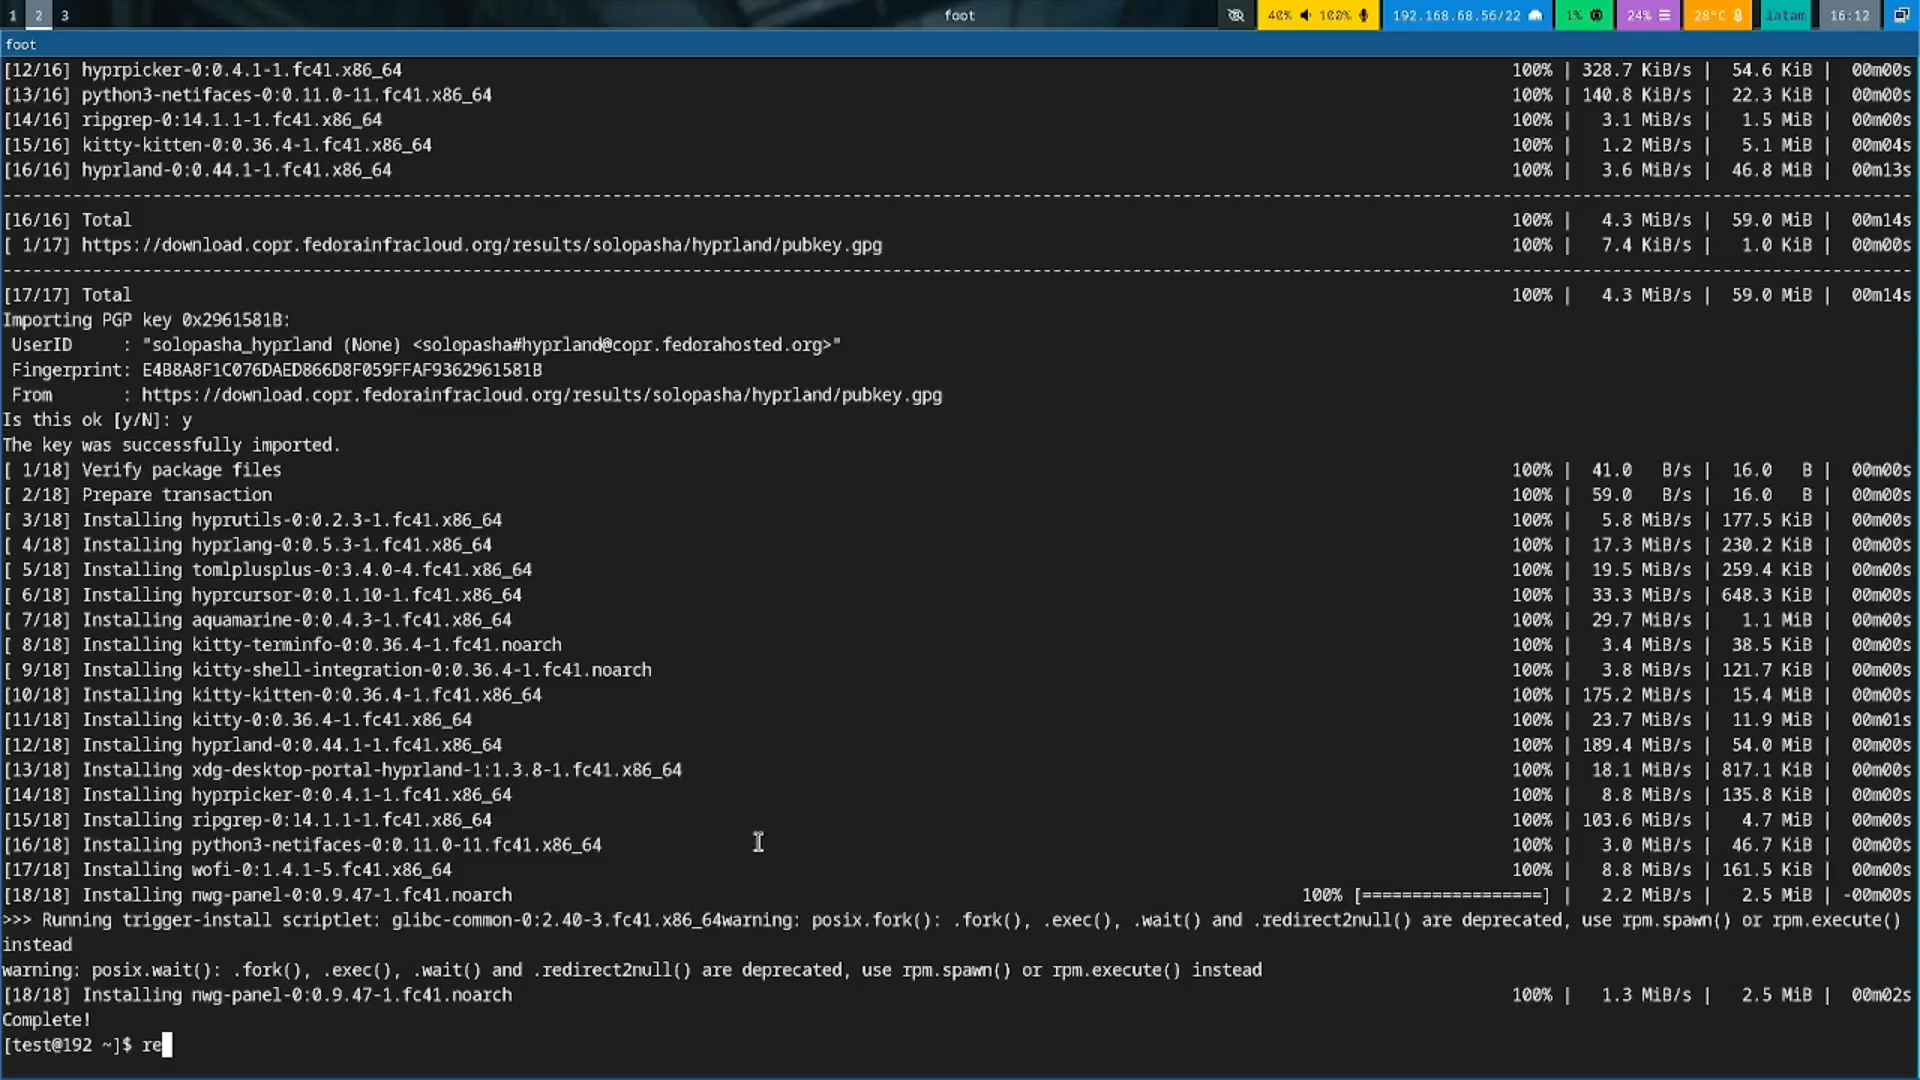 1 2 3 foot 40% 100% 192.168.68.56/22 1% 24% 28°C latam 16:12
foot
[12/16] hyprpicker-0:0.4.1-1.fc41.x86_64 100% | 328.7 KiB/s | 54.6 KiB | 00m00s
[13/16] python3-netifaces-0:0.11.0-11.fc41.x86_64 100% | 140.8 KiB/s | 22.3 KiB | 00m00s
[14/16] ripgrep-0:14.1.1-1.fc41.x86_64 100% | 3.1 MiB/s | 1.5 MiB | 00m00s
[15/16] kitty-kitten-0:0.36.4-1.fc41.x86_64 100% | 1.2 MiB/s | 5.1 MiB | 00m04s
[16/16] hyprland-0:0.44.1-1.fc41.x86_64 100% | 3.6 MiB/s | 46.8 MiB | 00m13s
[16/16] Total 100% | 4.3 MiB/s | 59.0 MiB | 00m14s
[ 1/17] https://download.copr.fedorainfracloud.org/results/solopasha/hyprland/pubkey.gpg 100% | 7.4 KiB/s | 1.0 KiB | 00m00s
[17/17] Total 100% | 4.3 MiB/s | 59.0 MiB | 00m14s
Importing PGP key 0x2961581B:
UserID : "solopasha_hyprland (None) <solopasha#hyprland@copr.fedorahosted.org>"
Fingerprint: E4B8A8F1C076DAED866D8F059FFAF9362961581B
From : https://download.copr.fedorainfracloud.org/results/solopasha/hyprland/pubkey.gpg
Is this ok [y/N]: y
The key was successfully imported.
[ 1/18] Verify package files 100% | 41.0 B/s | 16.0 B | 00m00s
[ 2/18] Prepare transaction 100% | 59.0 B/s | 16.0 B | 00m00s
[ 3/18] Installing hyprutils-0:0.2.3-1.fc41.x86_64 100% | 5.8 MiB/s | 177.5 KiB | 00m00s
[ 4/18] Installing hyprlang-0:0.5.3-1.fc41.x86_64 100% | 17.3 MiB/s | 230.2 KiB | 00m00s
[ 5/18] Installing tomlplusplus-0:3.4.0-4.fc41.x86_64 100% | 19.5 MiB/s | 259.4 KiB | 00m00s
[ 6/18] Installing hyprcursor-0:0.1.10-1.fc41.x86_64 100% | 33.3 MiB/s | 648.3 KiB | 00m00s
[ 7/18] Installing aquamarine-0:0.4.3-1.fc41.x86_64 100% | 29.7 MiB/s | 1.1 MiB | 00m00s
[ 8/18] Installing kitty-terminfo-0:0.36.4-1.fc41.noarch 100% | 3.4 MiB/s | 38.5 KiB | 00m00s
[ 9/18] Installing kitty-shell-integration-0:0.36.4-1.fc41.noarch 100% | 3.8 MiB/s | 121.7 KiB | 00m00s
[10/18] Installing kitty-kitten-0:0.36.4-1.fc41.x86_64 100% | 175.2 MiB/s | 15.4 MiB | 00m00s
[11/18] Installing kitty-0:0.36.4-1.fc41.x86_64 100% | 23.7 MiB/s | 11.9 MiB | 00m01s
[12/18] Installing hyprland-0:0.44.1-1.fc41.x86_64 100% | 189.4 MiB/s | 54.0 MiB | 00m00s
[13/18] Installing xdg-desktop-portal-hyprland-1:1.3.8-1.fc41.x86_64 100% | 18.1 MiB/s | 817.1 KiB | 00m00s
[14/18] Installing hyprpicker-0:0.4.1-1.fc41.x86_64 100% | 8.8 MiB/s | 135.8 KiB | 00m00s
[15/18] Installing ripgrep-0:14.1.1-1.fc41.x86_64 100% | 103.6 MiB/s | 4.7 MiB | 00m00s
[16/18] Installing python3-netifaces-0:0.11.0-11.fc41.x86_64 100% | 3.0 MiB/s | 46.7 KiB | 00m00s
[17/18] Installing wofi-0:1.4.1-5.fc41.x86_64 100% | 8.8 MiB/s | 161.5 KiB | 00m00s
[18/18] Installing nwg-panel-0:0.9.47-1.fc41.noarch 100% [==================] | 2.2 MiB/s | 2.5 MiB | -00m00s
>>> Running trigger-install scriptlet: glibc-common-0:2.40-3.fc41.x86_64warning: posix.fork(): .fork(), .exec(), .wait() and .redirect2null() are deprecated, use rpm.spawn() or rpm.execute()
instead
warning: posix.wait(): .fork(), .exec(), .wait() and .redirect2null() are deprecated, use rpm.spawn() or rpm.execute() instead
[18/18] Installing nwg-panel-0:0.9.47-1.fc41.noarch 100% | 1.3 MiB/s | 2.5 MiB | 00m02s
Complete!
[test@192 ~]$ re